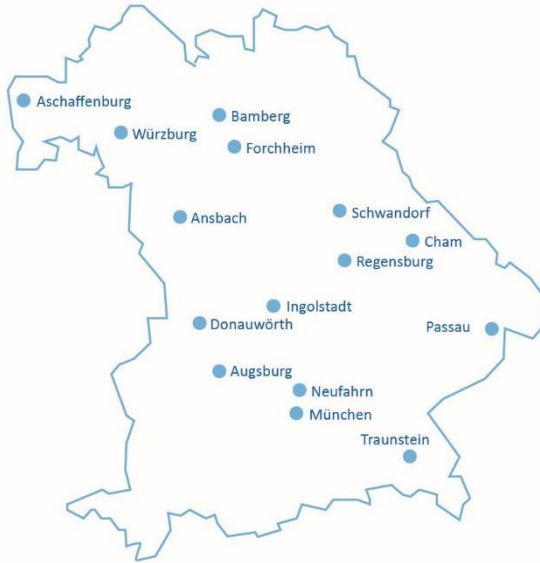 Aschaffenburg
Bamberg
Würzburg
Forchheim
Schwandorf
Ansbach
Cham
Regensburg
Ingolstadt
Donauwörth
Passau
Augsburg
Neufahrn
München
Traunstein